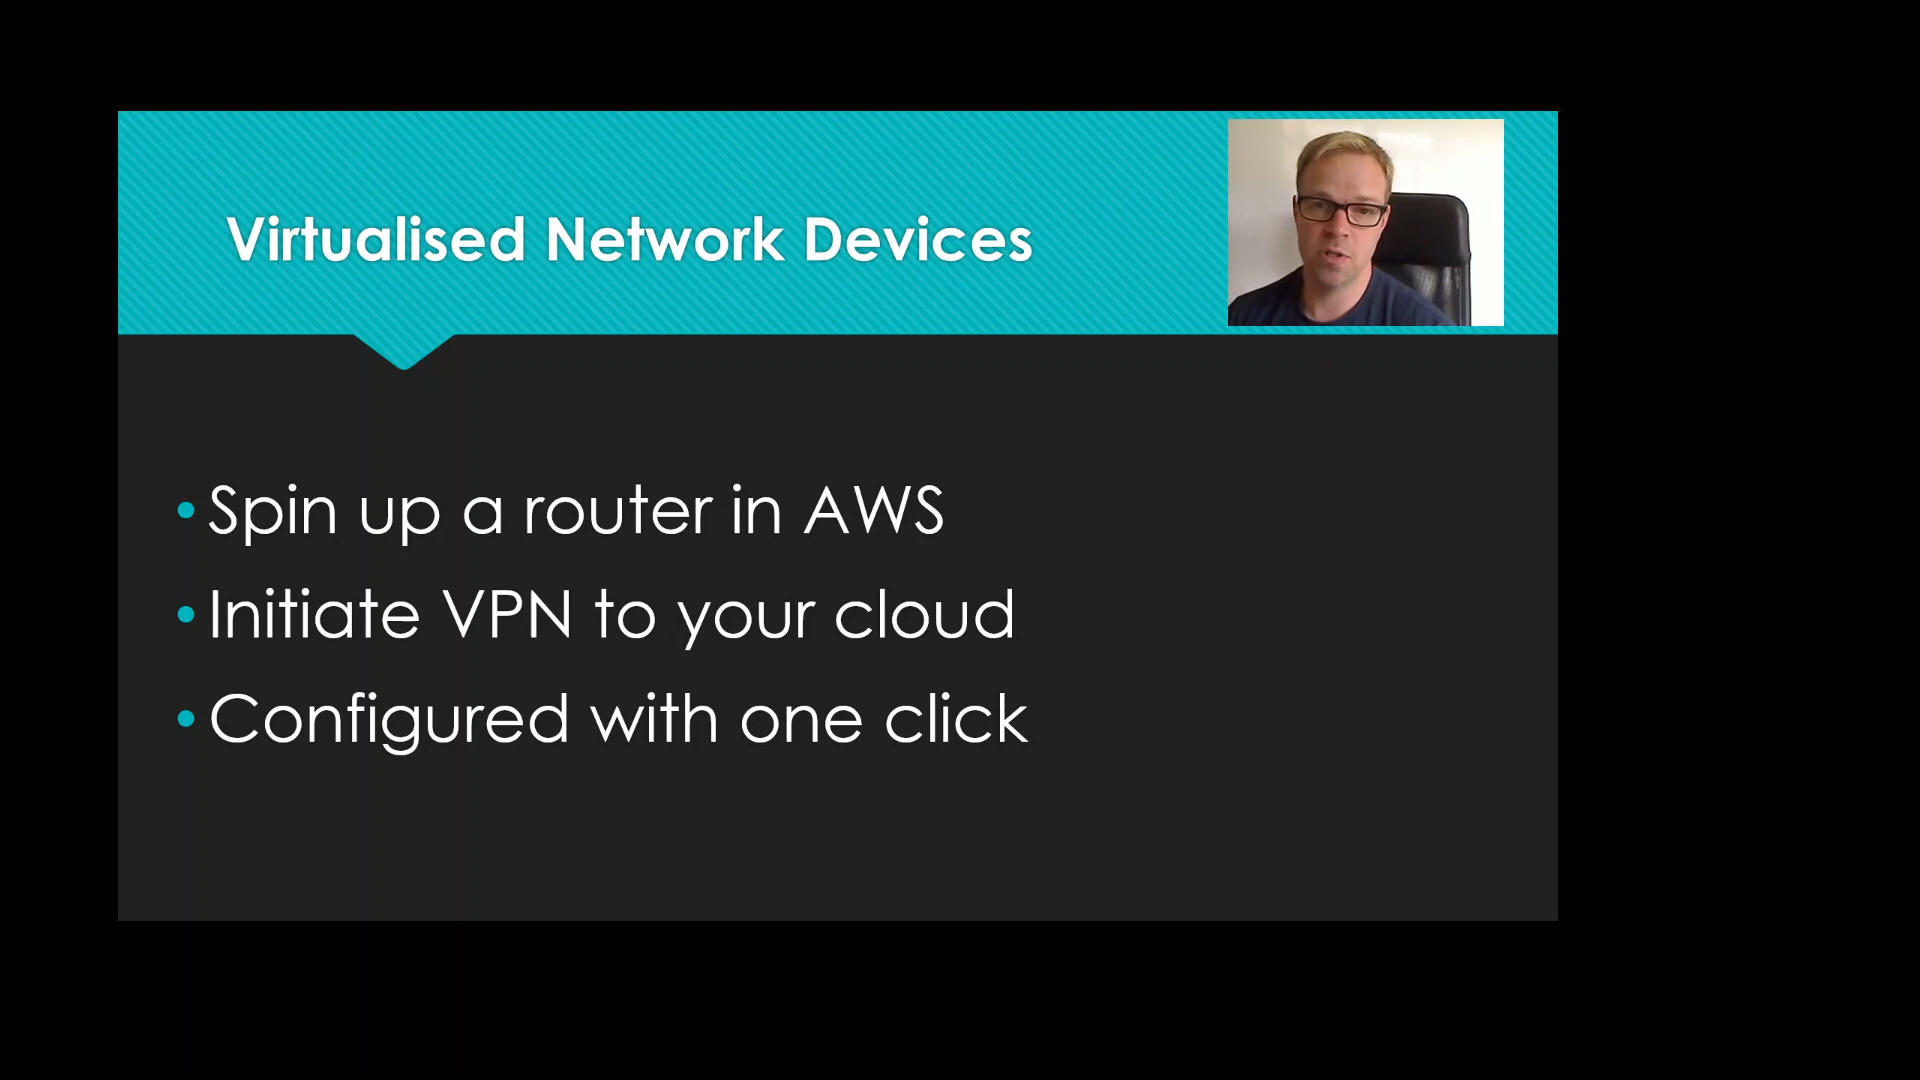 Virtualised Network Devices
• Spin up a router in AWS
• Initiate VPN to your cloud
• Configured with one click